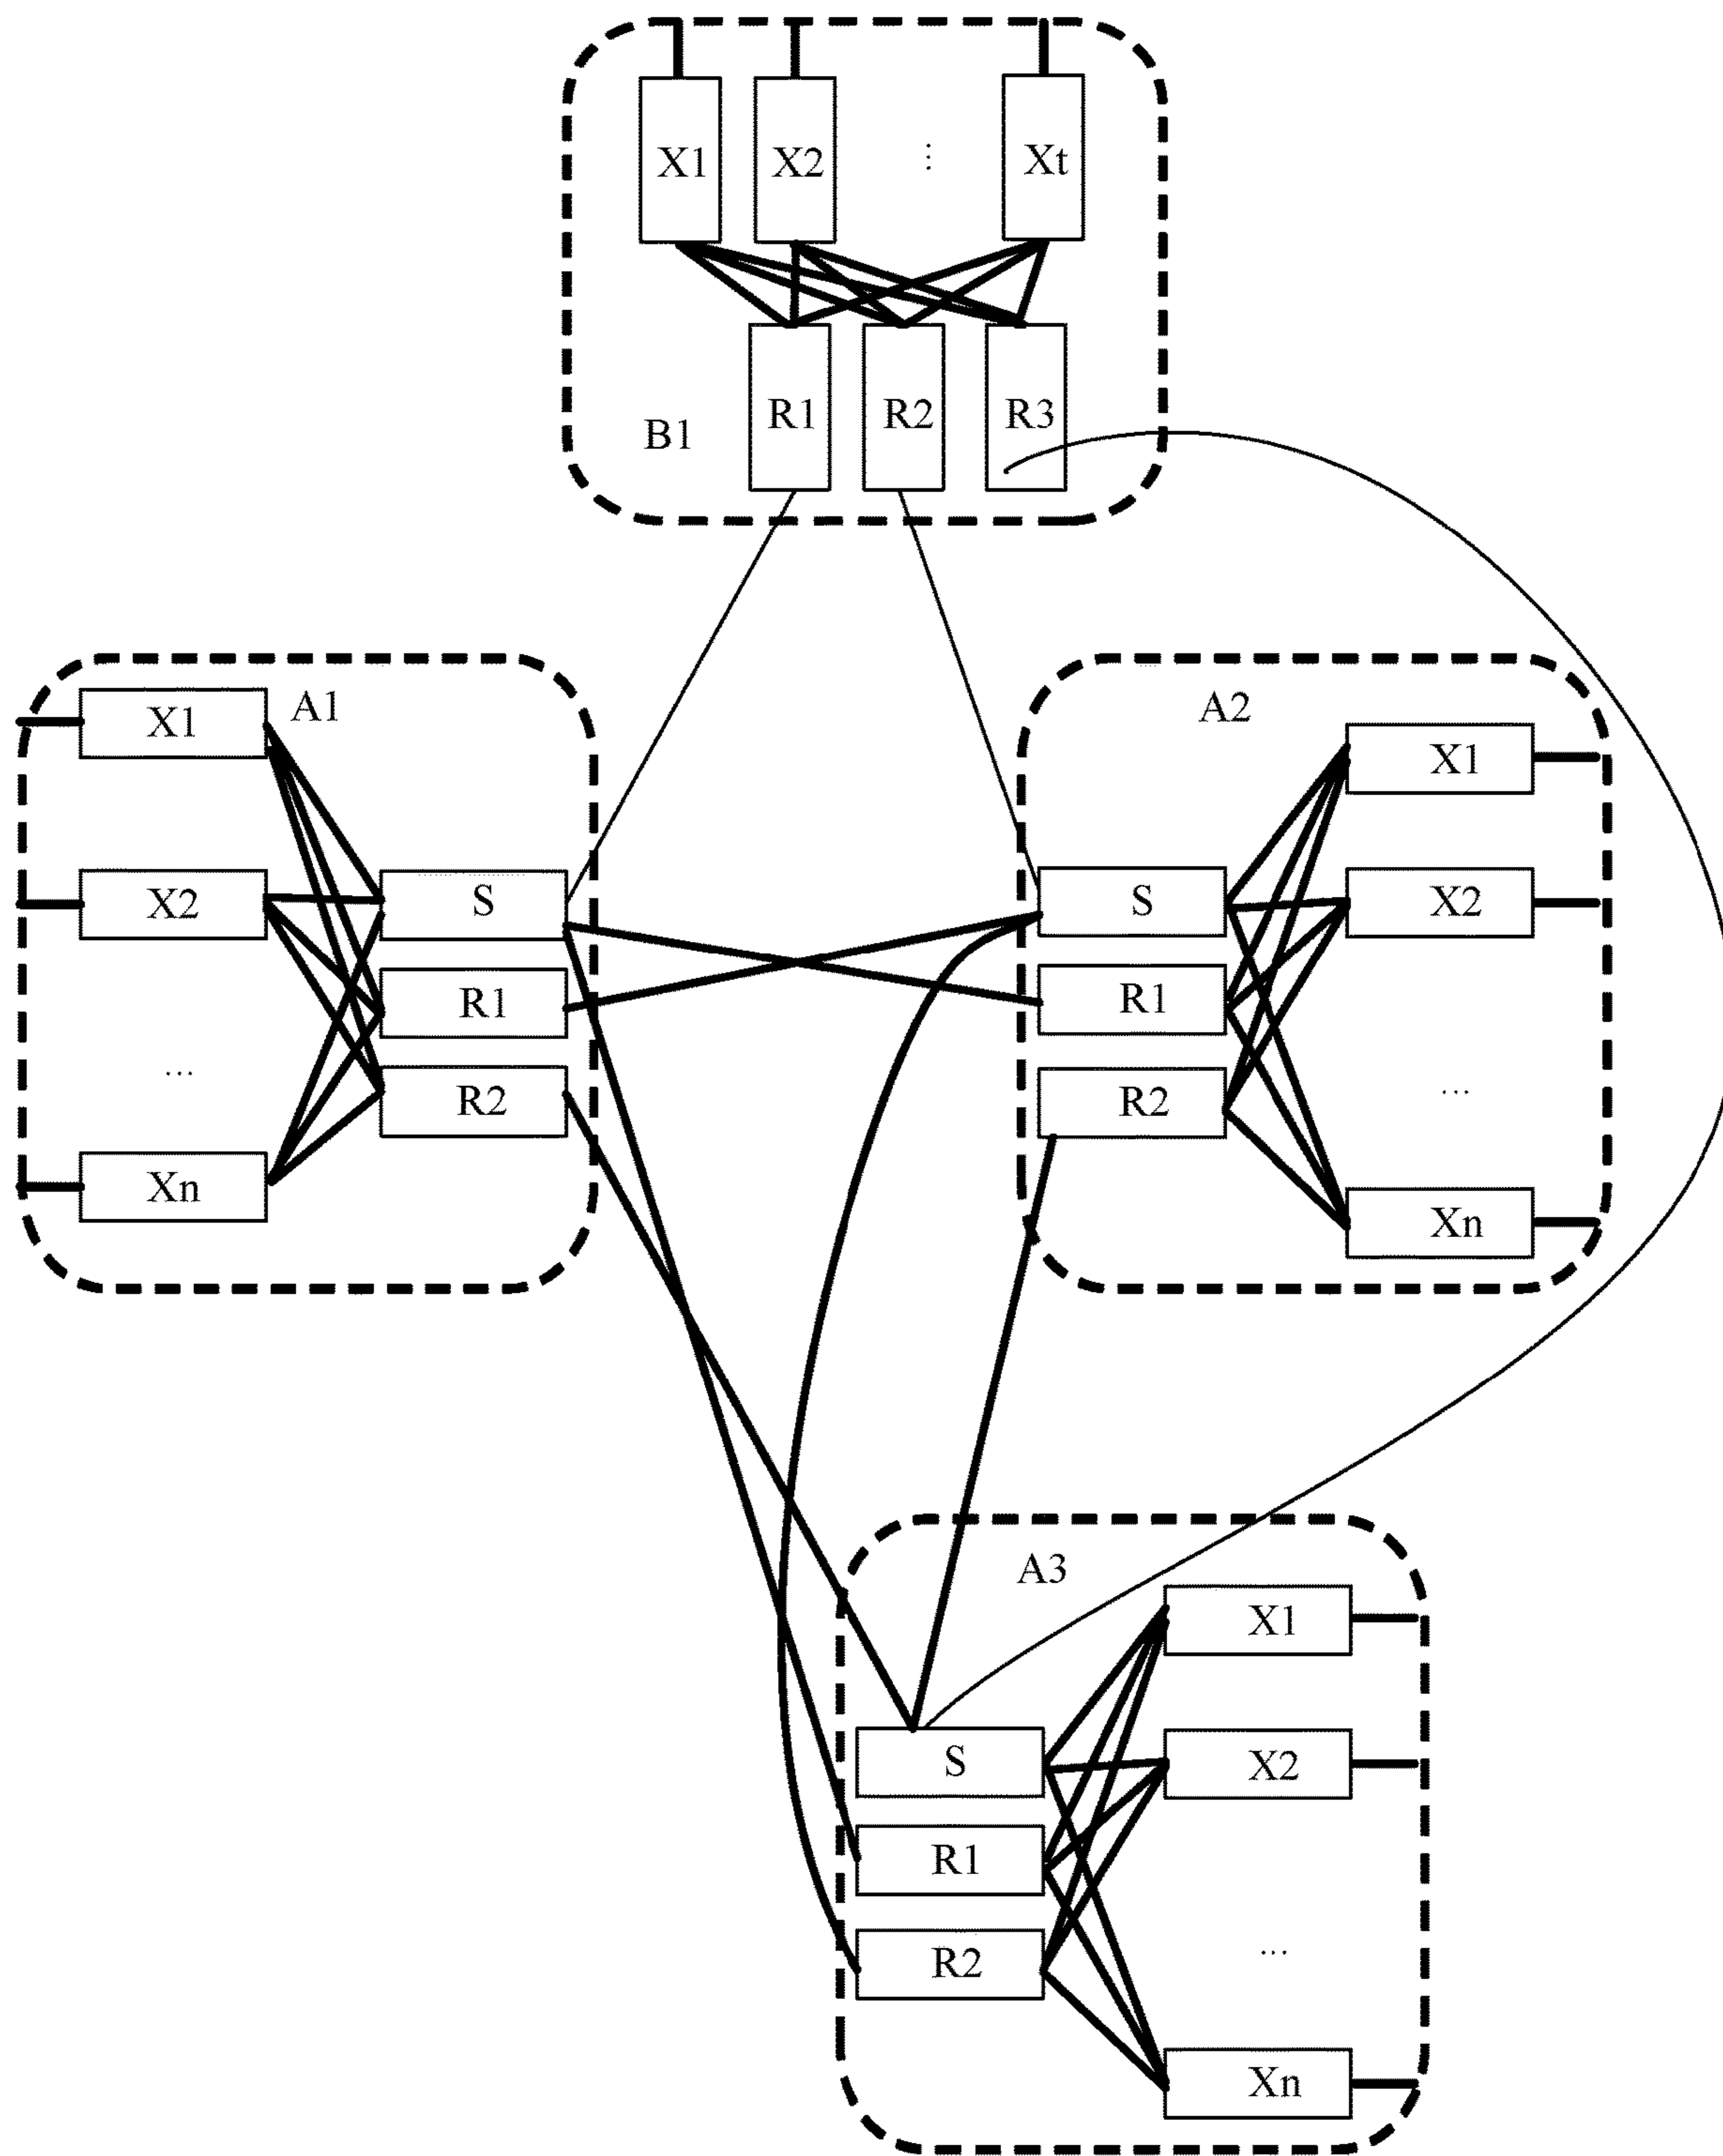 X1 X2 ... Xt
B1 R1 R2 R3
A1
X1
X2
...
Xn
S
R1
R2
A2
S
R1
R2
X1
X2
...
Xn
A3
S
R1
R2
X1
X2
...
Xn